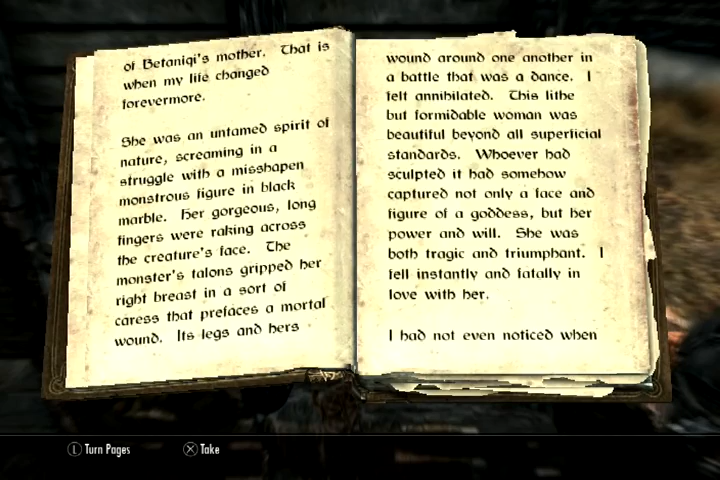 of Betaniqi's mother. That is
when my life changed
forevermore.
She was an untamed spirit of
nature, screaming in a
struggle with a misshapen
monstrous figure in black
marble. Her gorgeous, long
fingers were raking across
the creature's face. The
monster's talons gripped her
right breast in a sort of
caress that prefaces a mortal
wound. Its legs and hers
wound around one another in
a battle that was a dance. I
felt annihilated. This lithe
but formidable woman was
beautiful beyond all superficial
standards. Whoever had
sculpted it had somehow
captured not only a face and
figure of a goddess, but her
power and will. She was
both tragic and triumphant. I
fell instantly and fatally in
love with her.
I had not even noticed when
L Turn Pages X Take